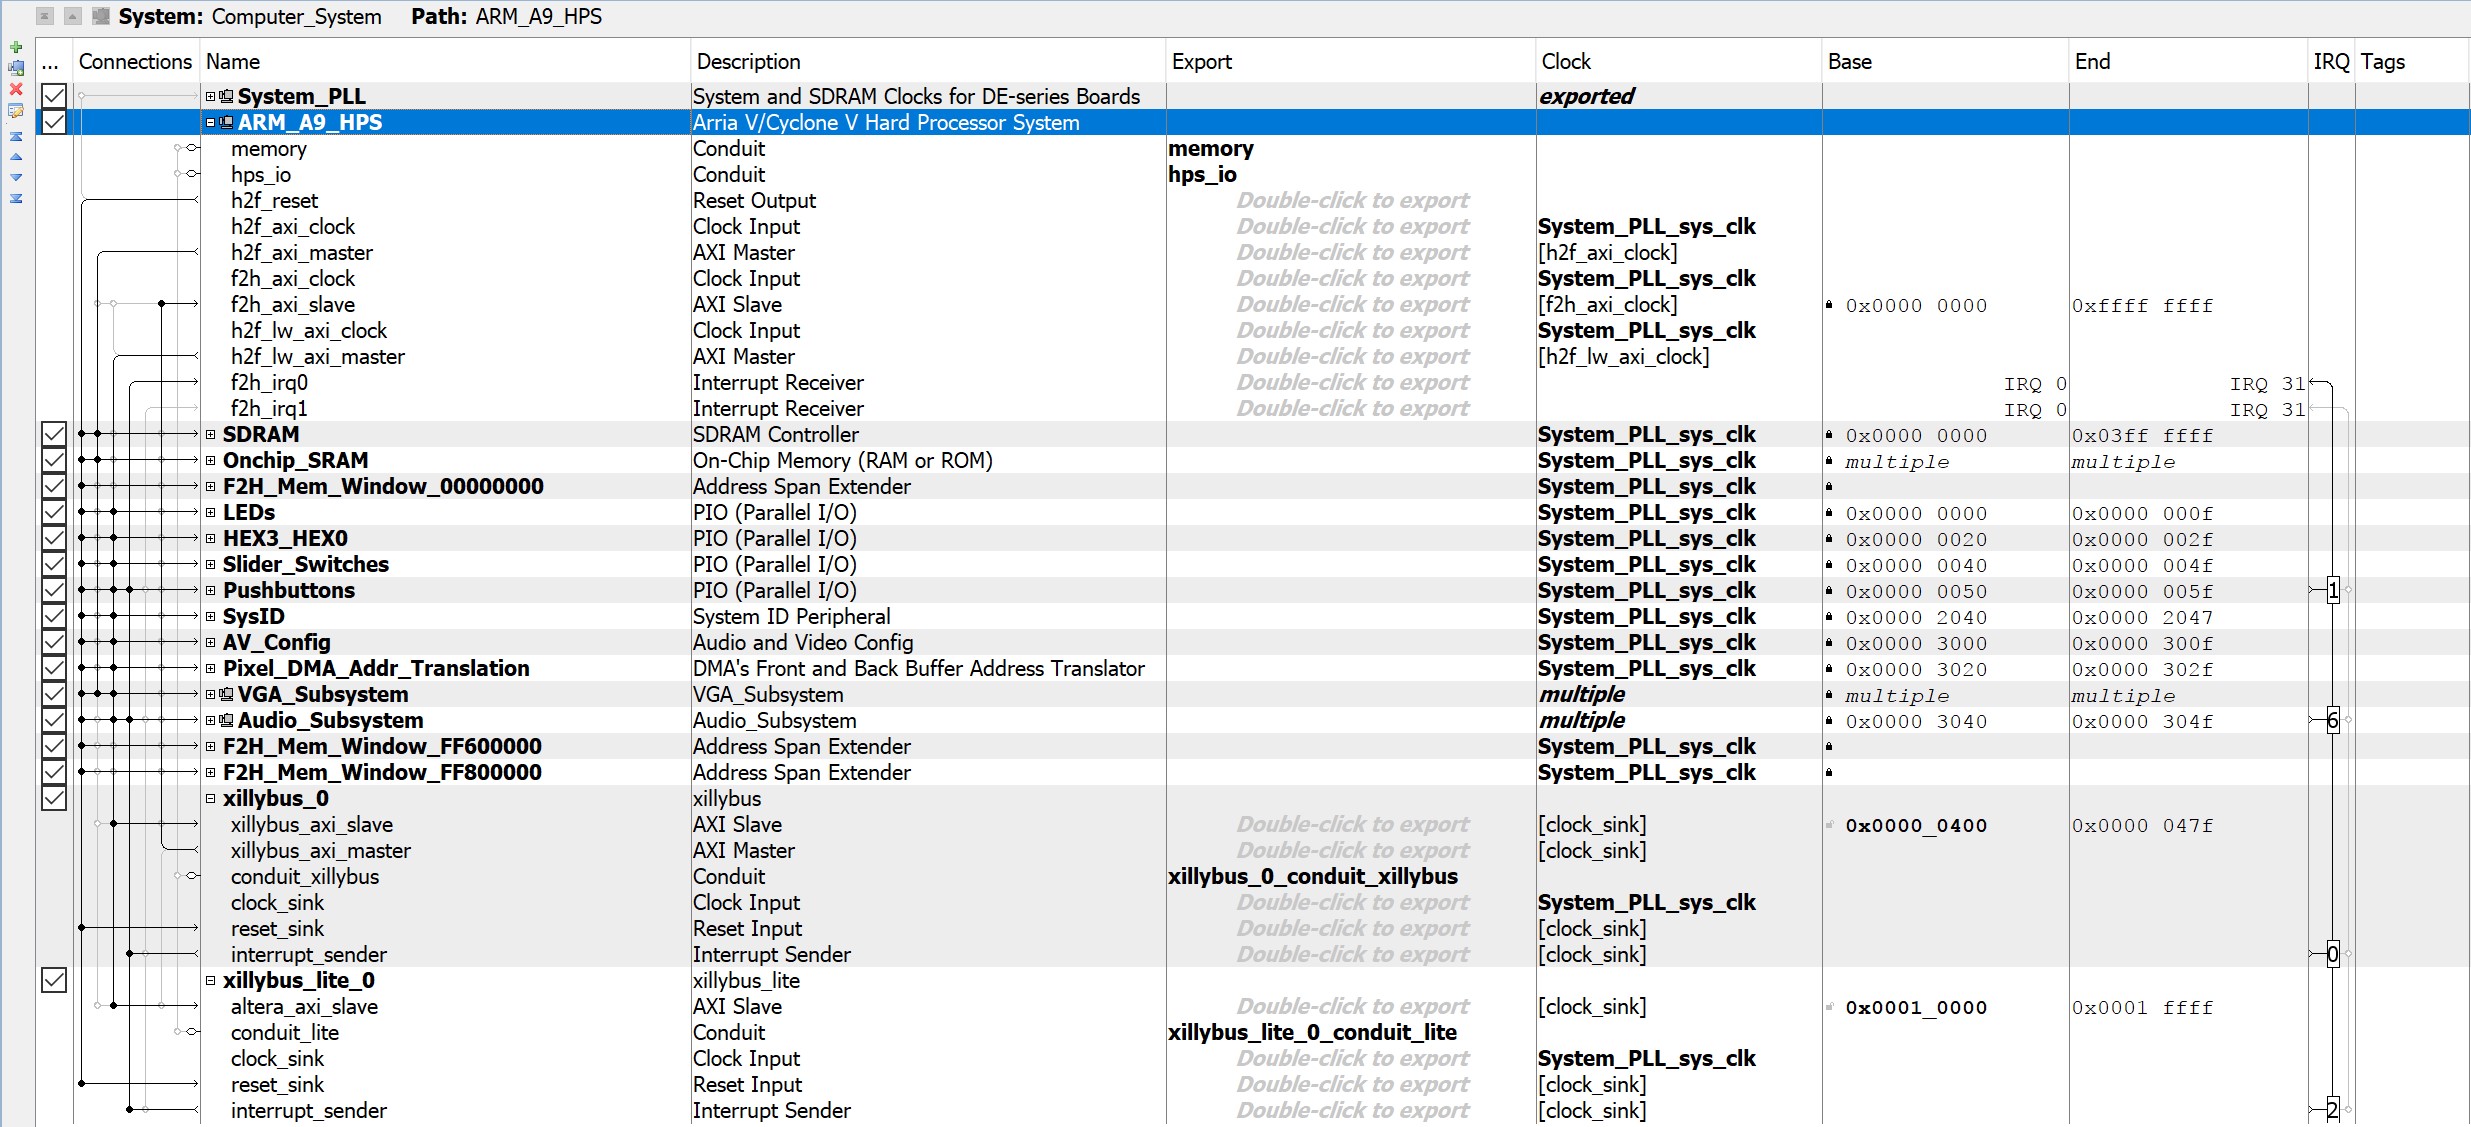 System: Computer_System Path: ARM_A9_HPS
... Connections Name Description Export Clock Base End IRQ Tags
System_PLL System and SDRAM Clocks for DE-series Boards exported
ARM_A9_HPS Arria V/Cyclone V Hard Processor System
memory Conduit memory
hps_io Conduit hps_io
h2f_reset Reset Output Double-click to export
h2f_axi_clock Clock Input Double-click to export System_PLL_sys_clk
h2f_axi_master AXI Master Double-click to export [h2f_axi_clock]
f2h_axi_clock Clock Input Double-click to export System_PLL_sys_clk
f2h_axi_slave AXI Slave Double-click to export [f2h_axi_clock] 0x0000 0000 0xffff ffff
h2f_lw_axi_clock Clock Input Double-click to export System_PLL_sys_clk
h2f_lw_axi_master AXI Master Double-click to export [h2f_lw_axi_clock]
f2h_irq0 Interrupt Receiver Double-click to export IRQ 0 IRQ 31
f2h_irq1 Interrupt Receiver Double-click to export IRQ 0 IRQ 31
SDRAM SDRAM Controller System_PLL_sys_clk 0x0000 0000 0x03ff ffff
Onchip_SRAM On-Chip Memory (RAM or ROM) System_PLL_sys_clk multiple multiple
F2H_Mem_Window_00000000 Address Span Extender System_PLL_sys_clk
LEDs PIO (Parallel I/O) System_PLL_sys_clk 0x0000 0000 0x0000 000f
HEX3_HEX0 PIO (Parallel I/O) System_PLL_sys_clk 0x0000 0020 0x0000 002f
Slider_Switches PIO (Parallel I/O) System_PLL_sys_clk 0x0000 0040 0x0000 004f
Pushbuttons PIO (Parallel I/O) System_PLL_sys_clk 0x0000 0050 0x0000 005f 1
SysID System ID Peripheral System_PLL_sys_clk 0x0000 2040 0x0000 2047
AV_Config Audio and Video Config System_PLL_sys_clk 0x0000 3000 0x0000 300f
Pixel_DMA_Addr_Translation DMA's Front and Back Buffer Address Translator System_PLL_sys_clk 0x0000 3020 0x0000 302f
VGA_Subsystem VGA_Subsystem multiple multiple multiple
Audio_Subsystem Audio_Subsystem multiple 0x0000 3040 0x0000 304f 6
F2H_Mem_Window_FF600000 Address Span Extender System_PLL_sys_clk
F2H_Mem_Window_FF800000 Address Span Extender System_PLL_sys_clk
xillybus_0 xillybus
xillybus_axi_slave AXI Slave Double-click to export [clock_sink] 0x0000_0400 0x0000 047f
xillybus_axi_master AXI Master Double-click to export [clock_sink]
conduit_xillybus Conduit xillybus_0_conduit_xillybus
clock_sink Clock Input Double-click to export System_PLL_sys_clk
reset_sink Reset Input Double-click to export [clock_sink]
interrupt_sender Interrupt Sender Double-click to export [clock_sink] 0
xillybus_lite_0 xillybus_lite
altera_axi_slave AXI Slave Double-click to export [clock_sink] 0x0001_0000 0x0001 ffff
conduit_lite Conduit xillybus_lite_0_conduit_lite
clock_sink Clock Input Double-click to export System_PLL_sys_clk
reset_sink Reset Input Double-click to export [clock_sink]
interrupt_sender Interrupt Sender Double-click to export [clock_sink] 2